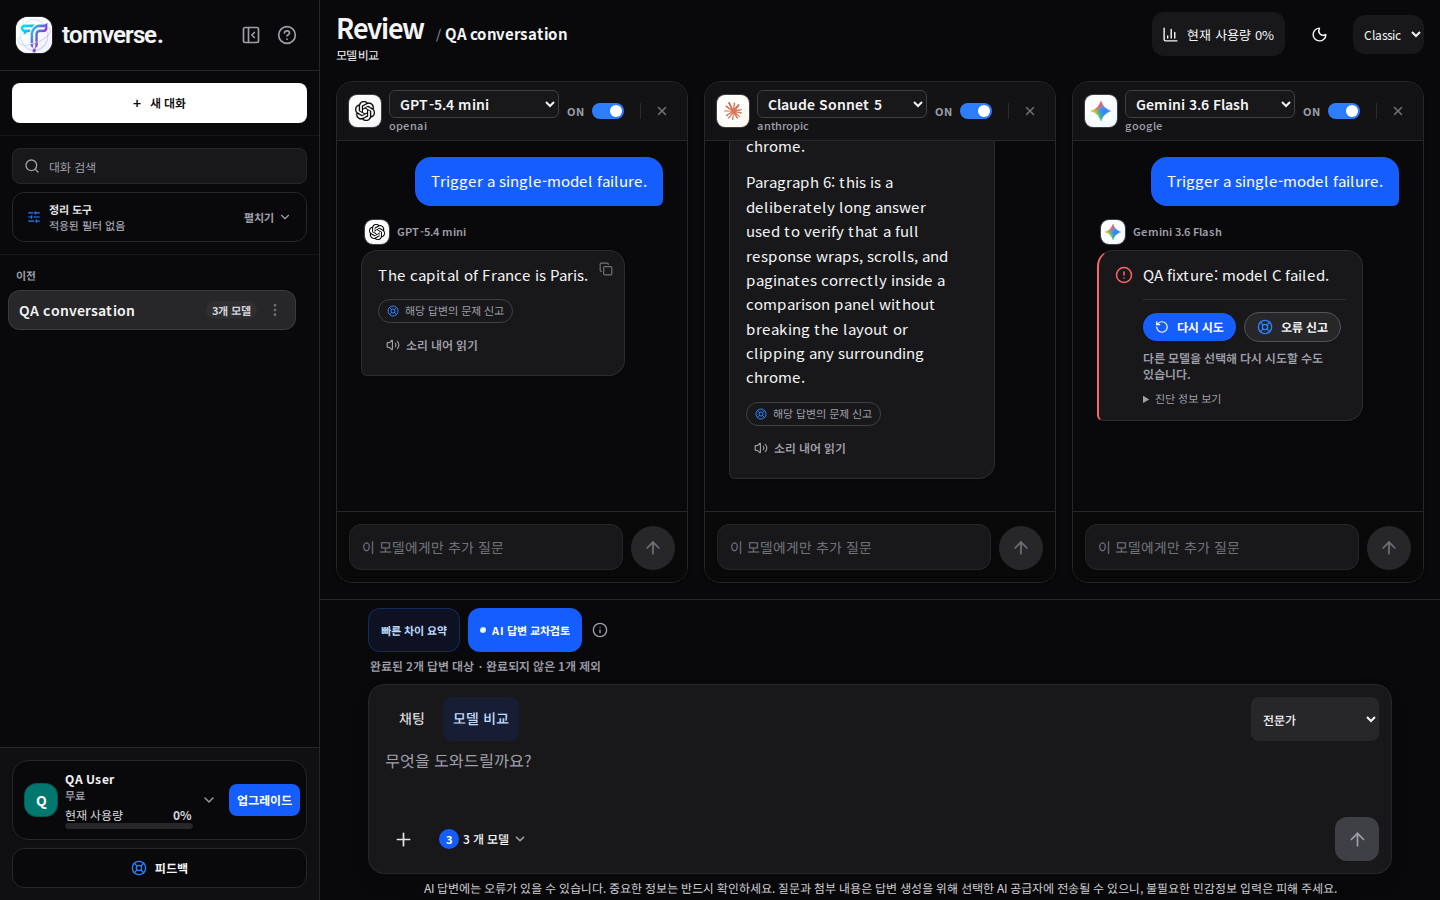 tomverse.
+ 새 대화
대화 검색
정리 도구
적용된 필터 없음
펼치기
이전
QA conversation
3개 모델
Q
QA User
무료
현재 사용량
0%
업그레이드
피드백
Review
/ QA conversation
모델 비교
현재 사용량 0%
Classic
GPT-5.4 mini
ON
openai
Trigger a single-model failure.
GPT-5.4 mini
The capital of France is Paris.
해당 답변의 문제 신고
소리 내어 읽기
이 모델에게만 추가 질문
Claude Sonnet 5
ON
anthropic
chrome.
Paragraph 6: this is a
deliberately long answer
used to verify that a full
response wraps, scrolls, and
paginates correctly inside a
comparison panel without
breaking the layout or
clipping any surrounding
chrome.
해당 답변의 문제 신고
소리 내어 읽기
이 모델에게만 추가 질문
Gemini 3.6 Flash
ON
google
Trigger a single-model failure.
Gemini 3.6 Flash
QA fixture: model C failed.
다시 시도
오류 신고
다른 모델을 선택해 다시 시도할 수도
있습니다.
진단 정보 보기
이 모델에게만 추가 질문
빠른 차이 요약
AI 답변 교차검토
완료된 2개 답변 대상 · 완료되지 않은 1개 제외
채팅
모델 비교
전문가
무엇을 도와드릴까요?
3
3 개 모델
AI 답변에는 오류가 있을 수 있습니다. 중요한 정보는 반드시 확인하세요. 질문과 첨부 내용은 답변 생성을 위해 선택한 AI 공급자에 전송될 수 있으니, 불필요한 민감정보 입력은 피해 주세요.